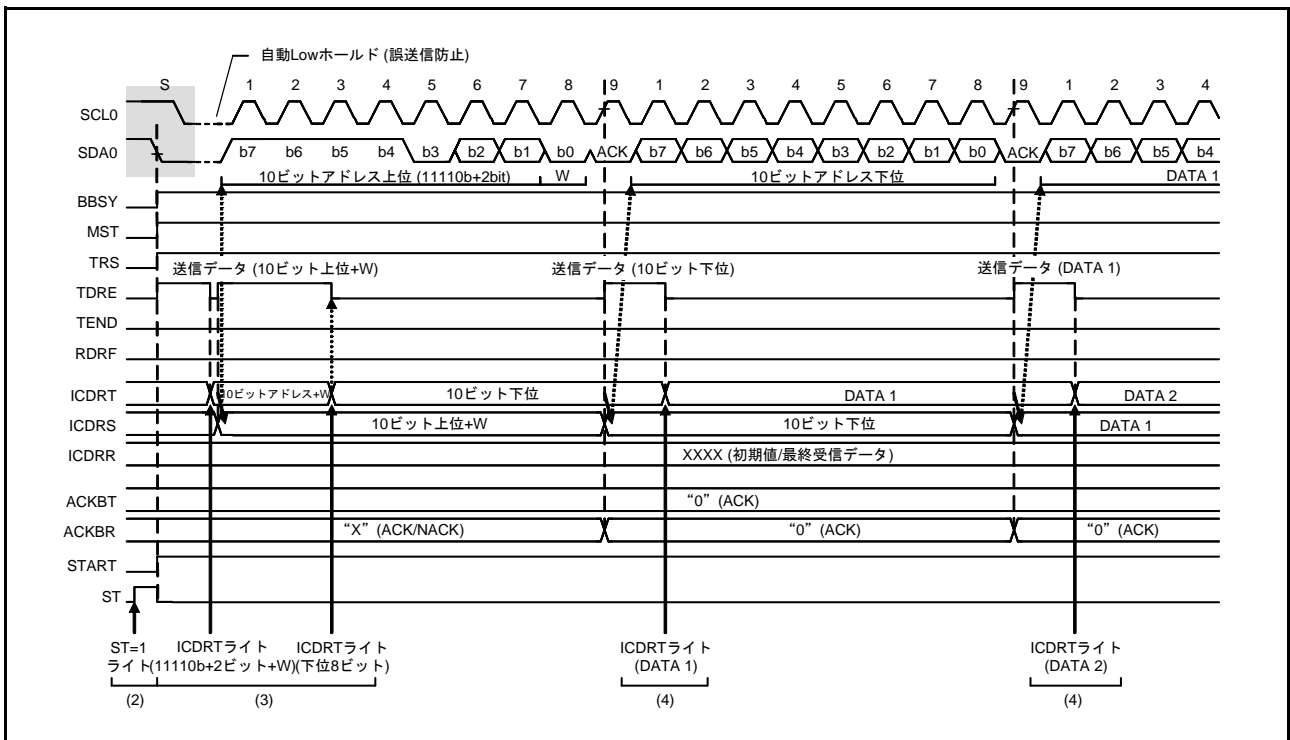 自動Lowホールド (誤送信防止)
S 1 2 3 4 5 6 7 8 9 1 2 3 4 5 6 7 8 9 1 2 3 4
SCL0
SDA0 b7 b6 b5 b4 b3 b2 b1 b0 ACK b7 b6 b5 b4 b3 b2 b1 b0 ACK b7 b6 b5 b4
10ビットアドレス上位 (11110b+2bit) W 10ビットアドレス下位 DATA 1
BBSY
MST
TRS
送信データ (10ビット上位+W) 送信データ (10ビット下位) 送信データ (DATA 1)
TDRE
TEND
RDRF
ICDRT 10ビットアドレス+W 10ビット下位 DATA 1 DATA 2
ICDRS 10ビット上位+W 10ビット下位 DATA 1
ICDRR XXXX (初期値/最終受信データ)
ACKBT “0” (ACK)
ACKBR “X” (ACK/NACK) “0” (ACK) “0” (ACK)
START
ST
ST=1 ICDRTライト ICDRTライト ICDRTライト ICDRTライト
ライト (11110b+2ビット+W) (下位8ビット) (DATA 1) (DATA 2)
(2) (3) (4) (4)